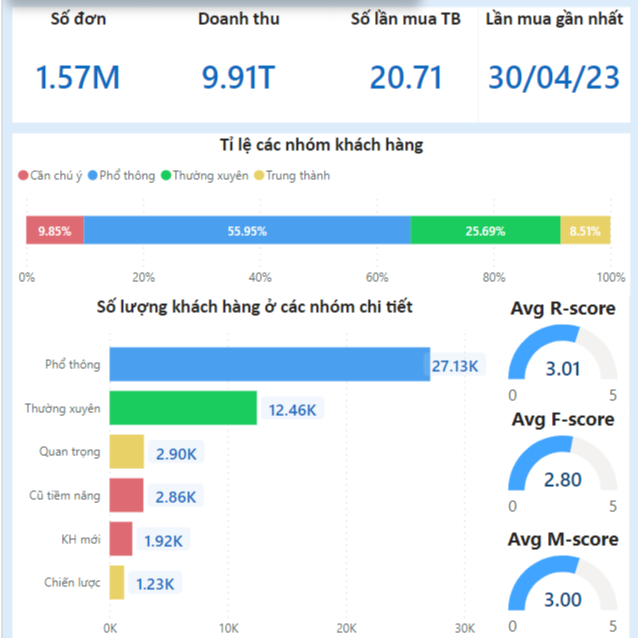 Số đơn
Doanh thu
Số lần mua TB
Lần mua gần nhất
1.57M
9.91T
20.71
30/04/23
Tỉ lệ các nhóm khách hàng
Cần chú ý
Phổ thông
Thường xuyên
Trung thành
9.85%
55.95%
25.69%
8.51%
0%
20%
40%
60%
80%
100%
Số lượng khách hàng ở các nhóm chi tiết
Phổ thông
27.13K
Thường xuyên
12.46K
Quan trọng
2.90K
Cũ tiềm năng
2.86K
KH mới
1.92K
Chiến lược
1.23K
0K
10K
20K
30K
Avg R-score
3.01
0
5
Avg F-score
2.80
0
5
Avg M-score
3.00
0
5